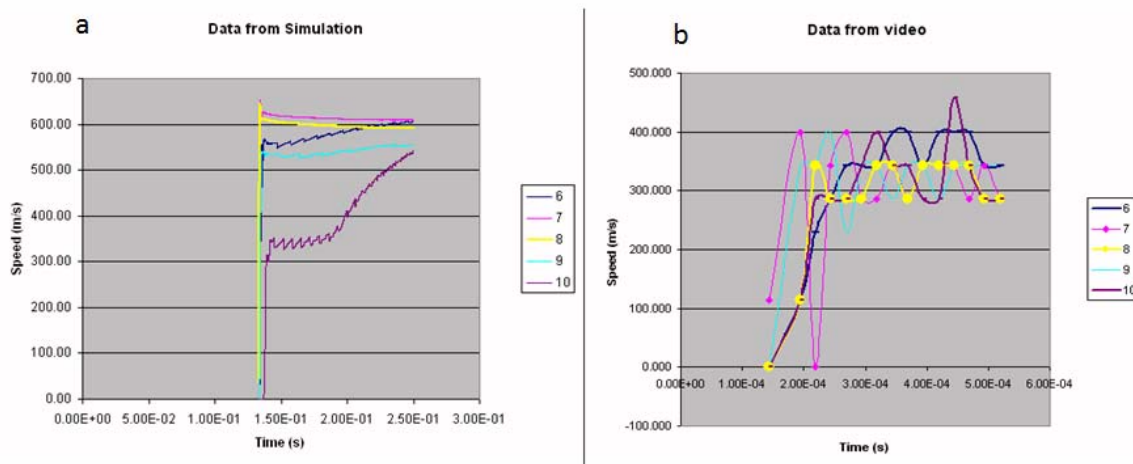 a
Data from Simulation
700.00
600.00
500.00
400.00
300.00
200.00
100.00
0.00
Speed (m/s)
0.00E+00 5.00E-02 1.00E-01 1.50E-01 2.00E-01 2.50E-01 3.00E-01
Time (s)
6
7
8
9
10
b
Data from video
500.000
400.000
300.000
200.000
100.000
0.000
-100.000
Speed (m/s)
0.00E+00 1.00E-04 2.00E-04 3.00E-04 4.00E-04 5.00E-04 6.00E-04
Time (s)
6
7
8
9
10